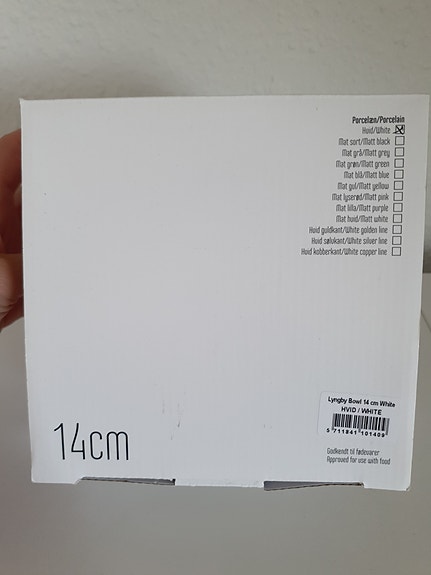 Porcelæn/Porcelain
Hvid/White
Mat sort/Matt black
Mat grå/Matt grey
Mat grøn/Matt green
Mat blå/Matt blue
Mat gul/Matt yellow
Mat lyserød/Matt pink
Mat lilla/Matt purple
Mat hvid/Matt white
Hvid guldkant/White golden line
Hvid sølvkant/White silver line
Hvid kobberkant/White copper line
14cm
Lyngby Bowl 14 cm White
HVID / WHITE
5 711841 101409
Godkendt til fødevarer
Approved for use with food